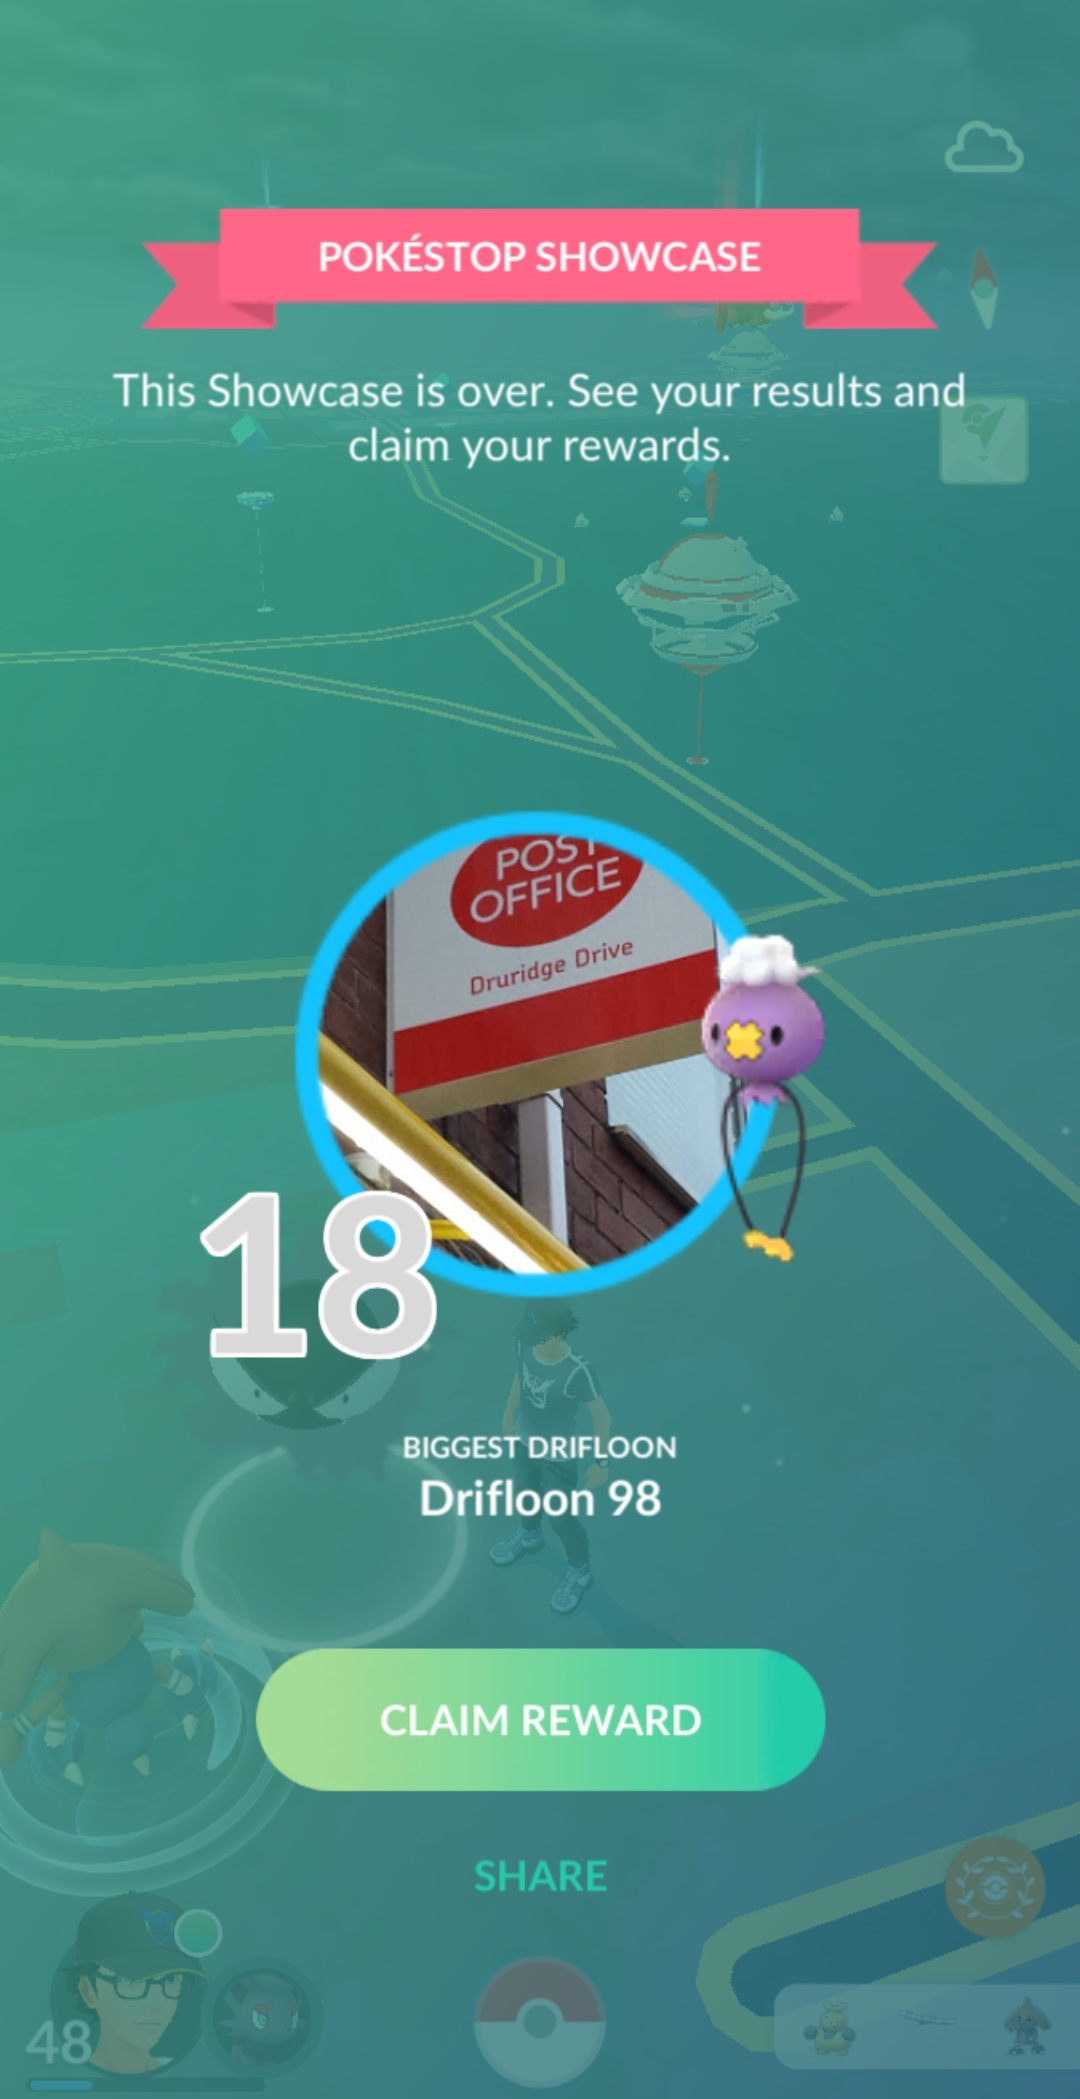 POKÉSTOP SHOWCASE
This Showcase is over. See your results and
claim your rewards.
POST
OFFICE
Druridge Drive
18
BIGGEST DRIFLOON
Drifloon 98
CLAIM REWARD
SHARE
48